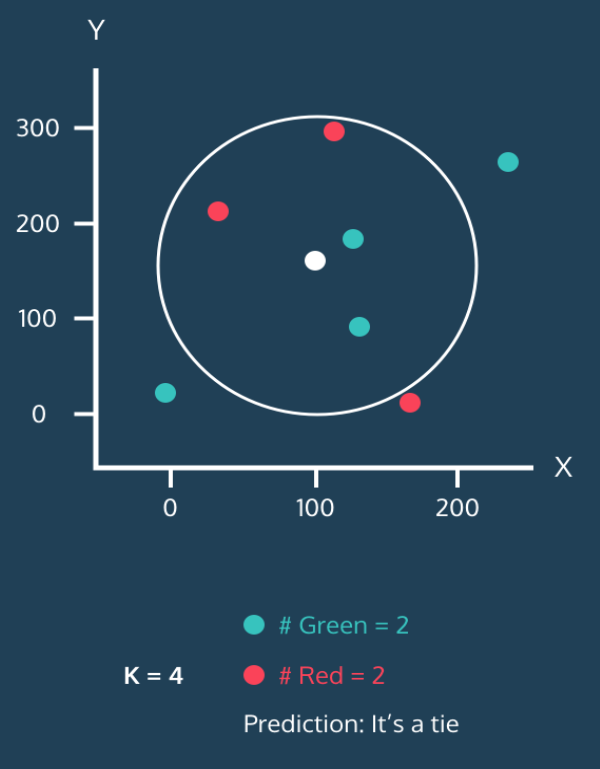 Y
300
200
100
0
X
0 100 200
# Green = 2
K = 4
# Red = 2
Prediction: It's a tie